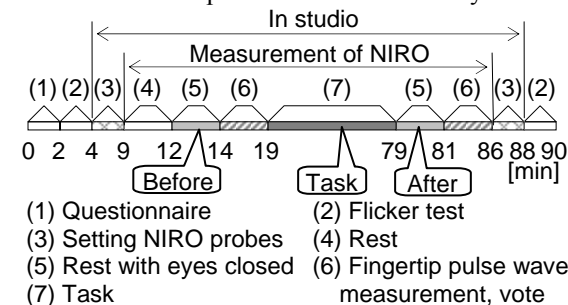 In studio
Measurement of NIRO
(1) (2) (3) (4) (5) (6) (7) (5) (6) (3) (2)
0 2 4 9 12 14 19 79 81 86 88 90
[min]
Before Task After
(1) Questionnaire (2) Flicker test
(3) Setting NIRO probes (4) Rest
(5) Rest with eyes closed (6) Fingertip pulse wave
(7) Task measurement, vote